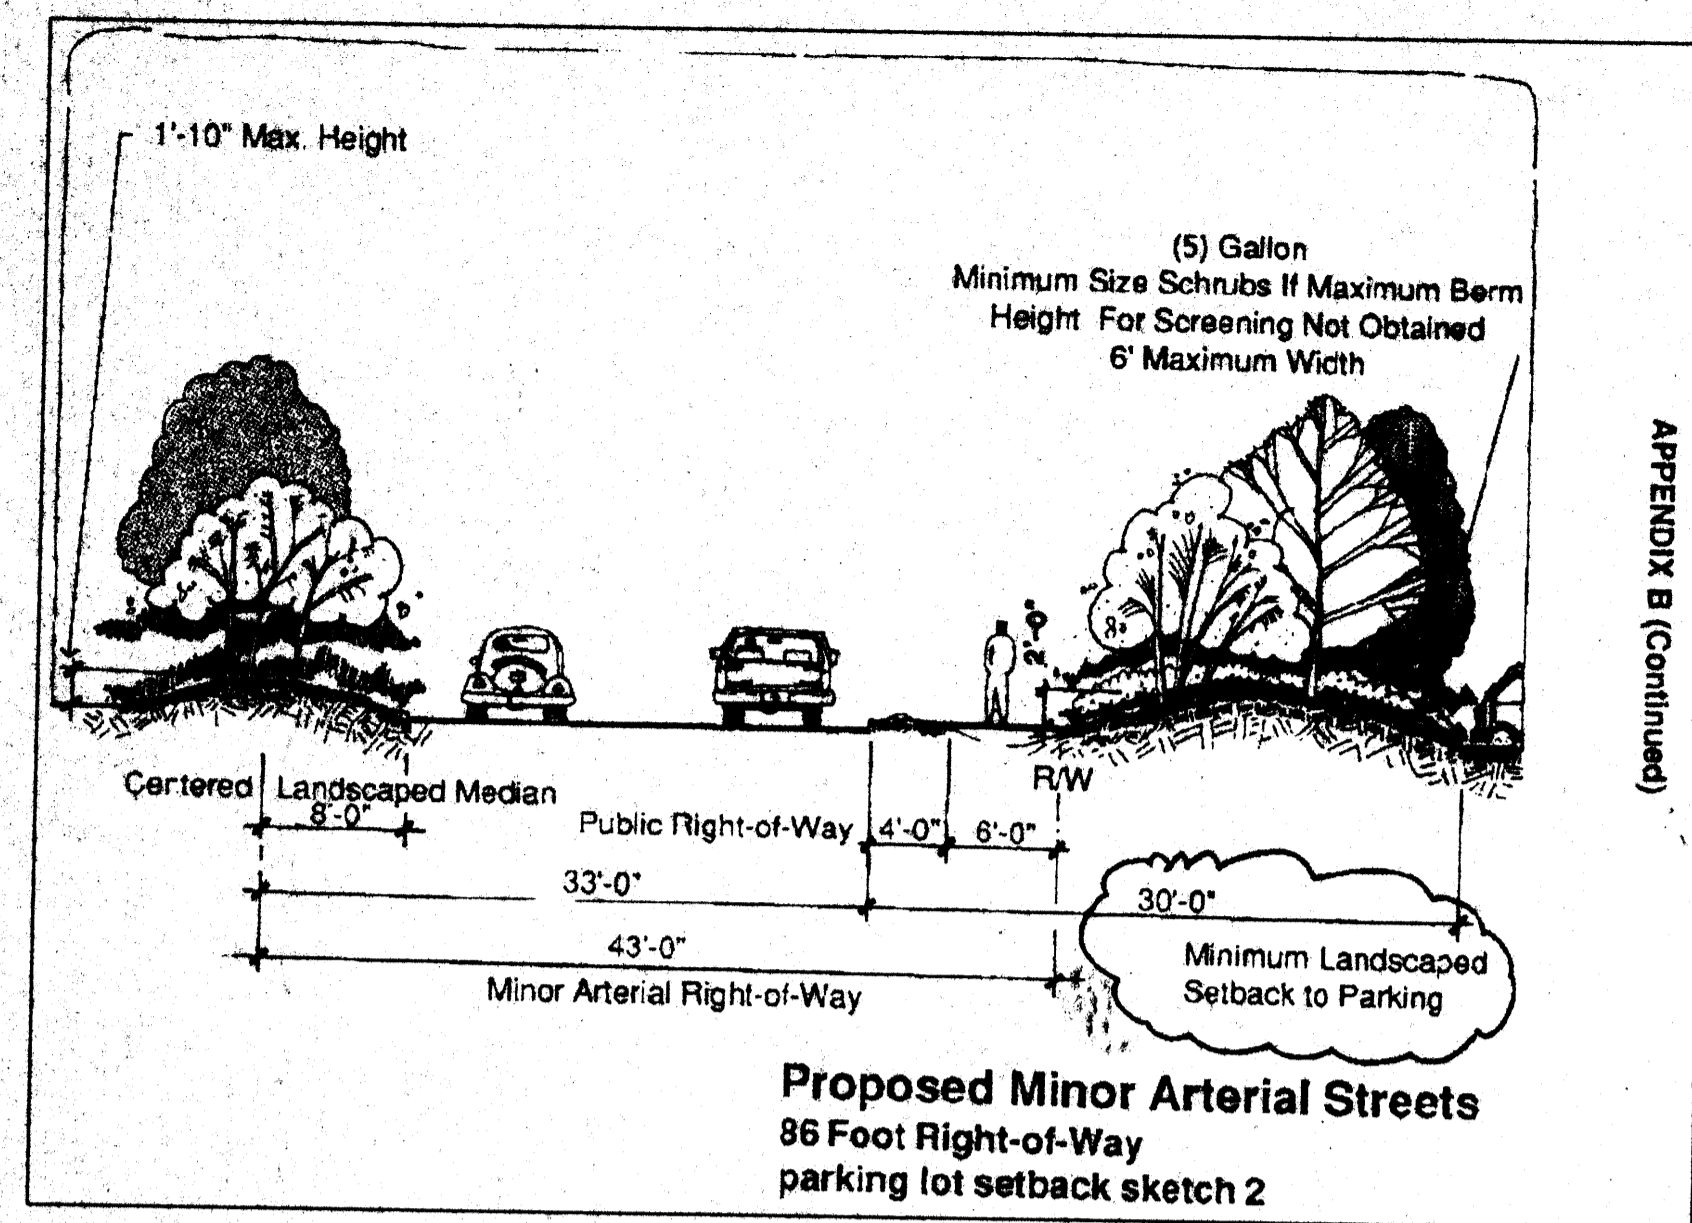 1'-10" Max. Height
(5) Gallon
Minimum Size Schrubs If Maximum Berm
Height For Screening Not Obtained
6' Maximum Width
2'-0"
R/W
Centered Landscaped Median
8'-0"
Public Right-of-Way 4'-0" 6'-0"
33'-0"
30'-0"
43'-0"
Minor Arterial Right-of-Way
Minimum Landscaped
Setback to Parking
Proposed Minor Arterial Streets
86 Foot Right-of-Way
parking lot setback sketch 2
APPENDIX B (Continued)